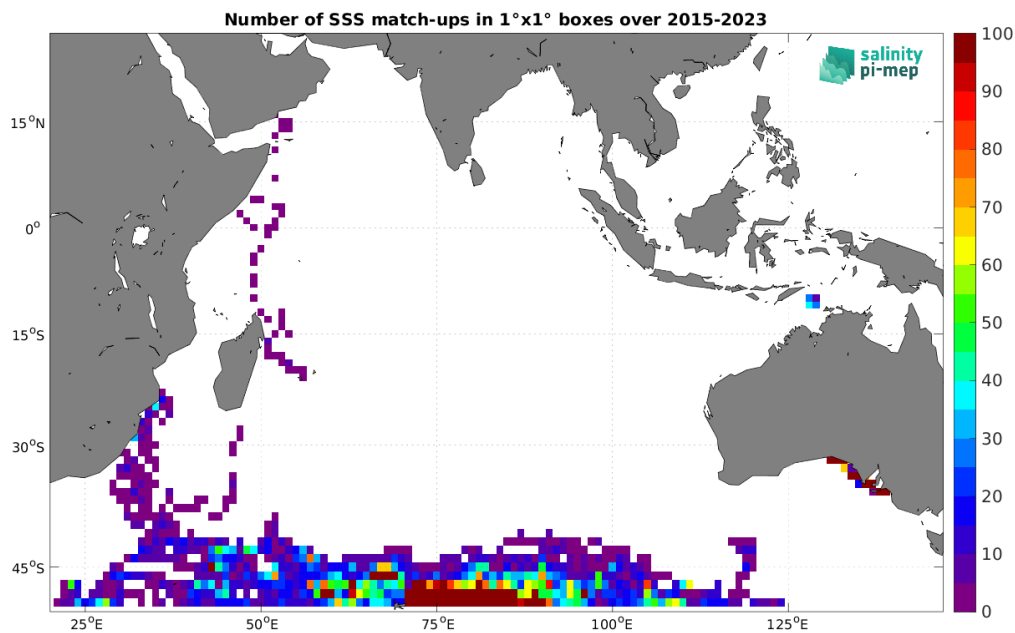 Number of SSS match-ups in 1°x1° boxes over 2015-2023
salinity
pi-mep
15°N
0°
15°S
30°S
45°S
25°E
50°E
75°E
100°E
125°E
100
90
80
70
60
50
40
30
20
10
0